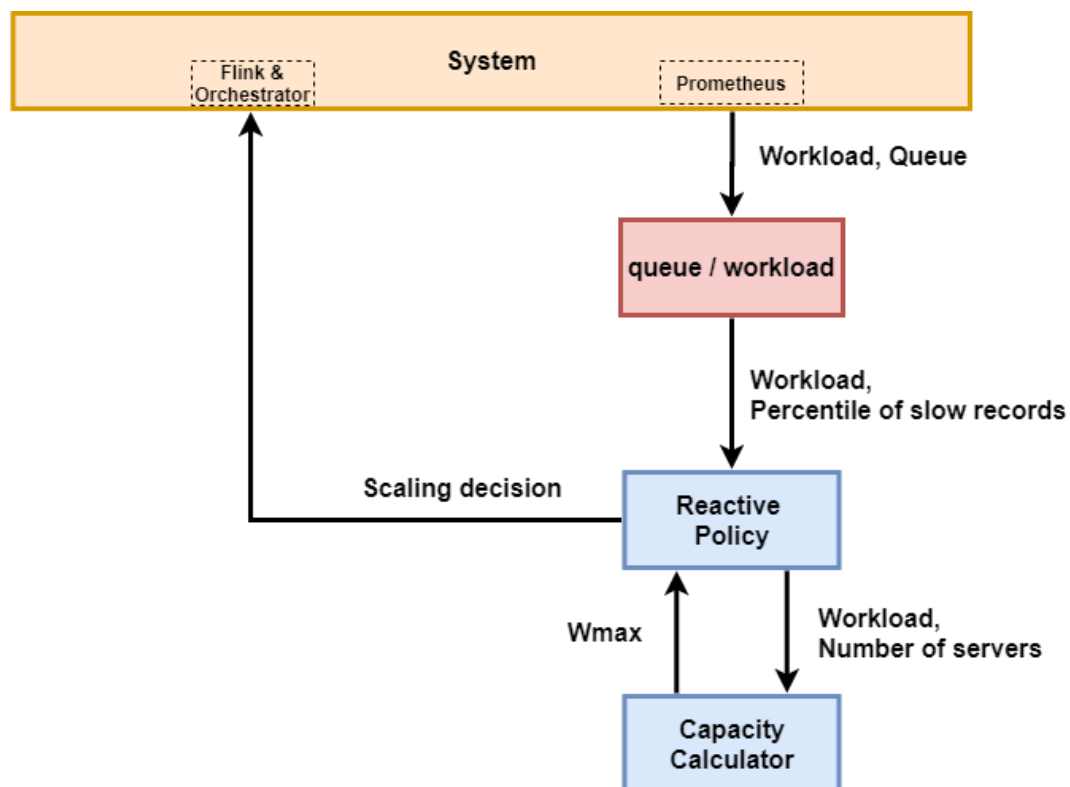 System
Flink &
Orchestrator
Prometheus
Workload, Queue
queue / workload
Workload,
Percentile of slow records
Scaling decision
Reactive
Policy
Wmax
Workload,
Number of servers
Capacity
Calculator